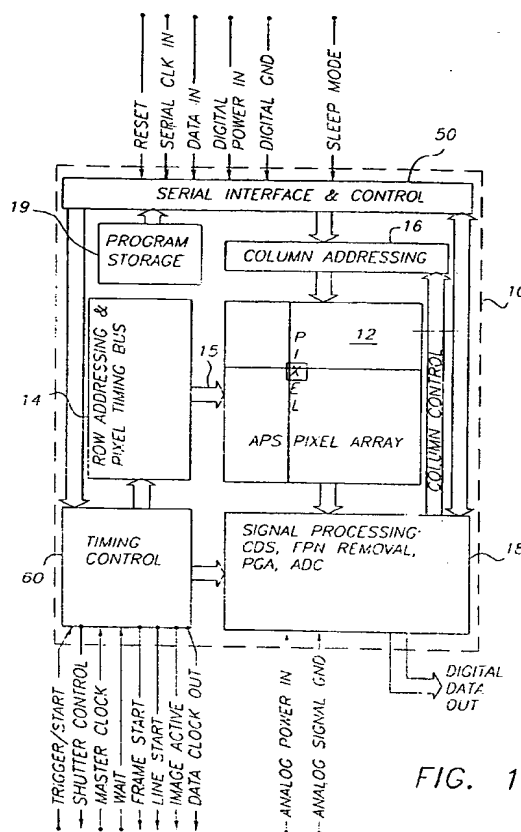 RESET
SERIAL CLK IN
DATA IN
DIGITAL
POWER IN
DIGITAL GND
SLEEP MODE
50
SERIAL INTERFACE & CONTROL
19
PROGRAM
STORAGE
16
COLUMN ADDRESSING
10
ROW ADDRESSING &
PIXEL TIMING BUS
14
15
PIXEL
12
APS PIXEL ARRAY
COLUMN CONTROL
TIMING
CONTROL
60
SIGNAL PROCESSING:
CDS, FPN REMOVAL,
PGA, ADC
18
TRIGGER/START
SHUTTER CONTROL
MASTER CLOCK
WAIT
FRAME START
LINE START
IMAGE ACTIVE
DATA CLOCK OUT
ANALOG POWER IN
ANALOG SIGNAL GND
DIGITAL
DATA
OUT
FIG. 1